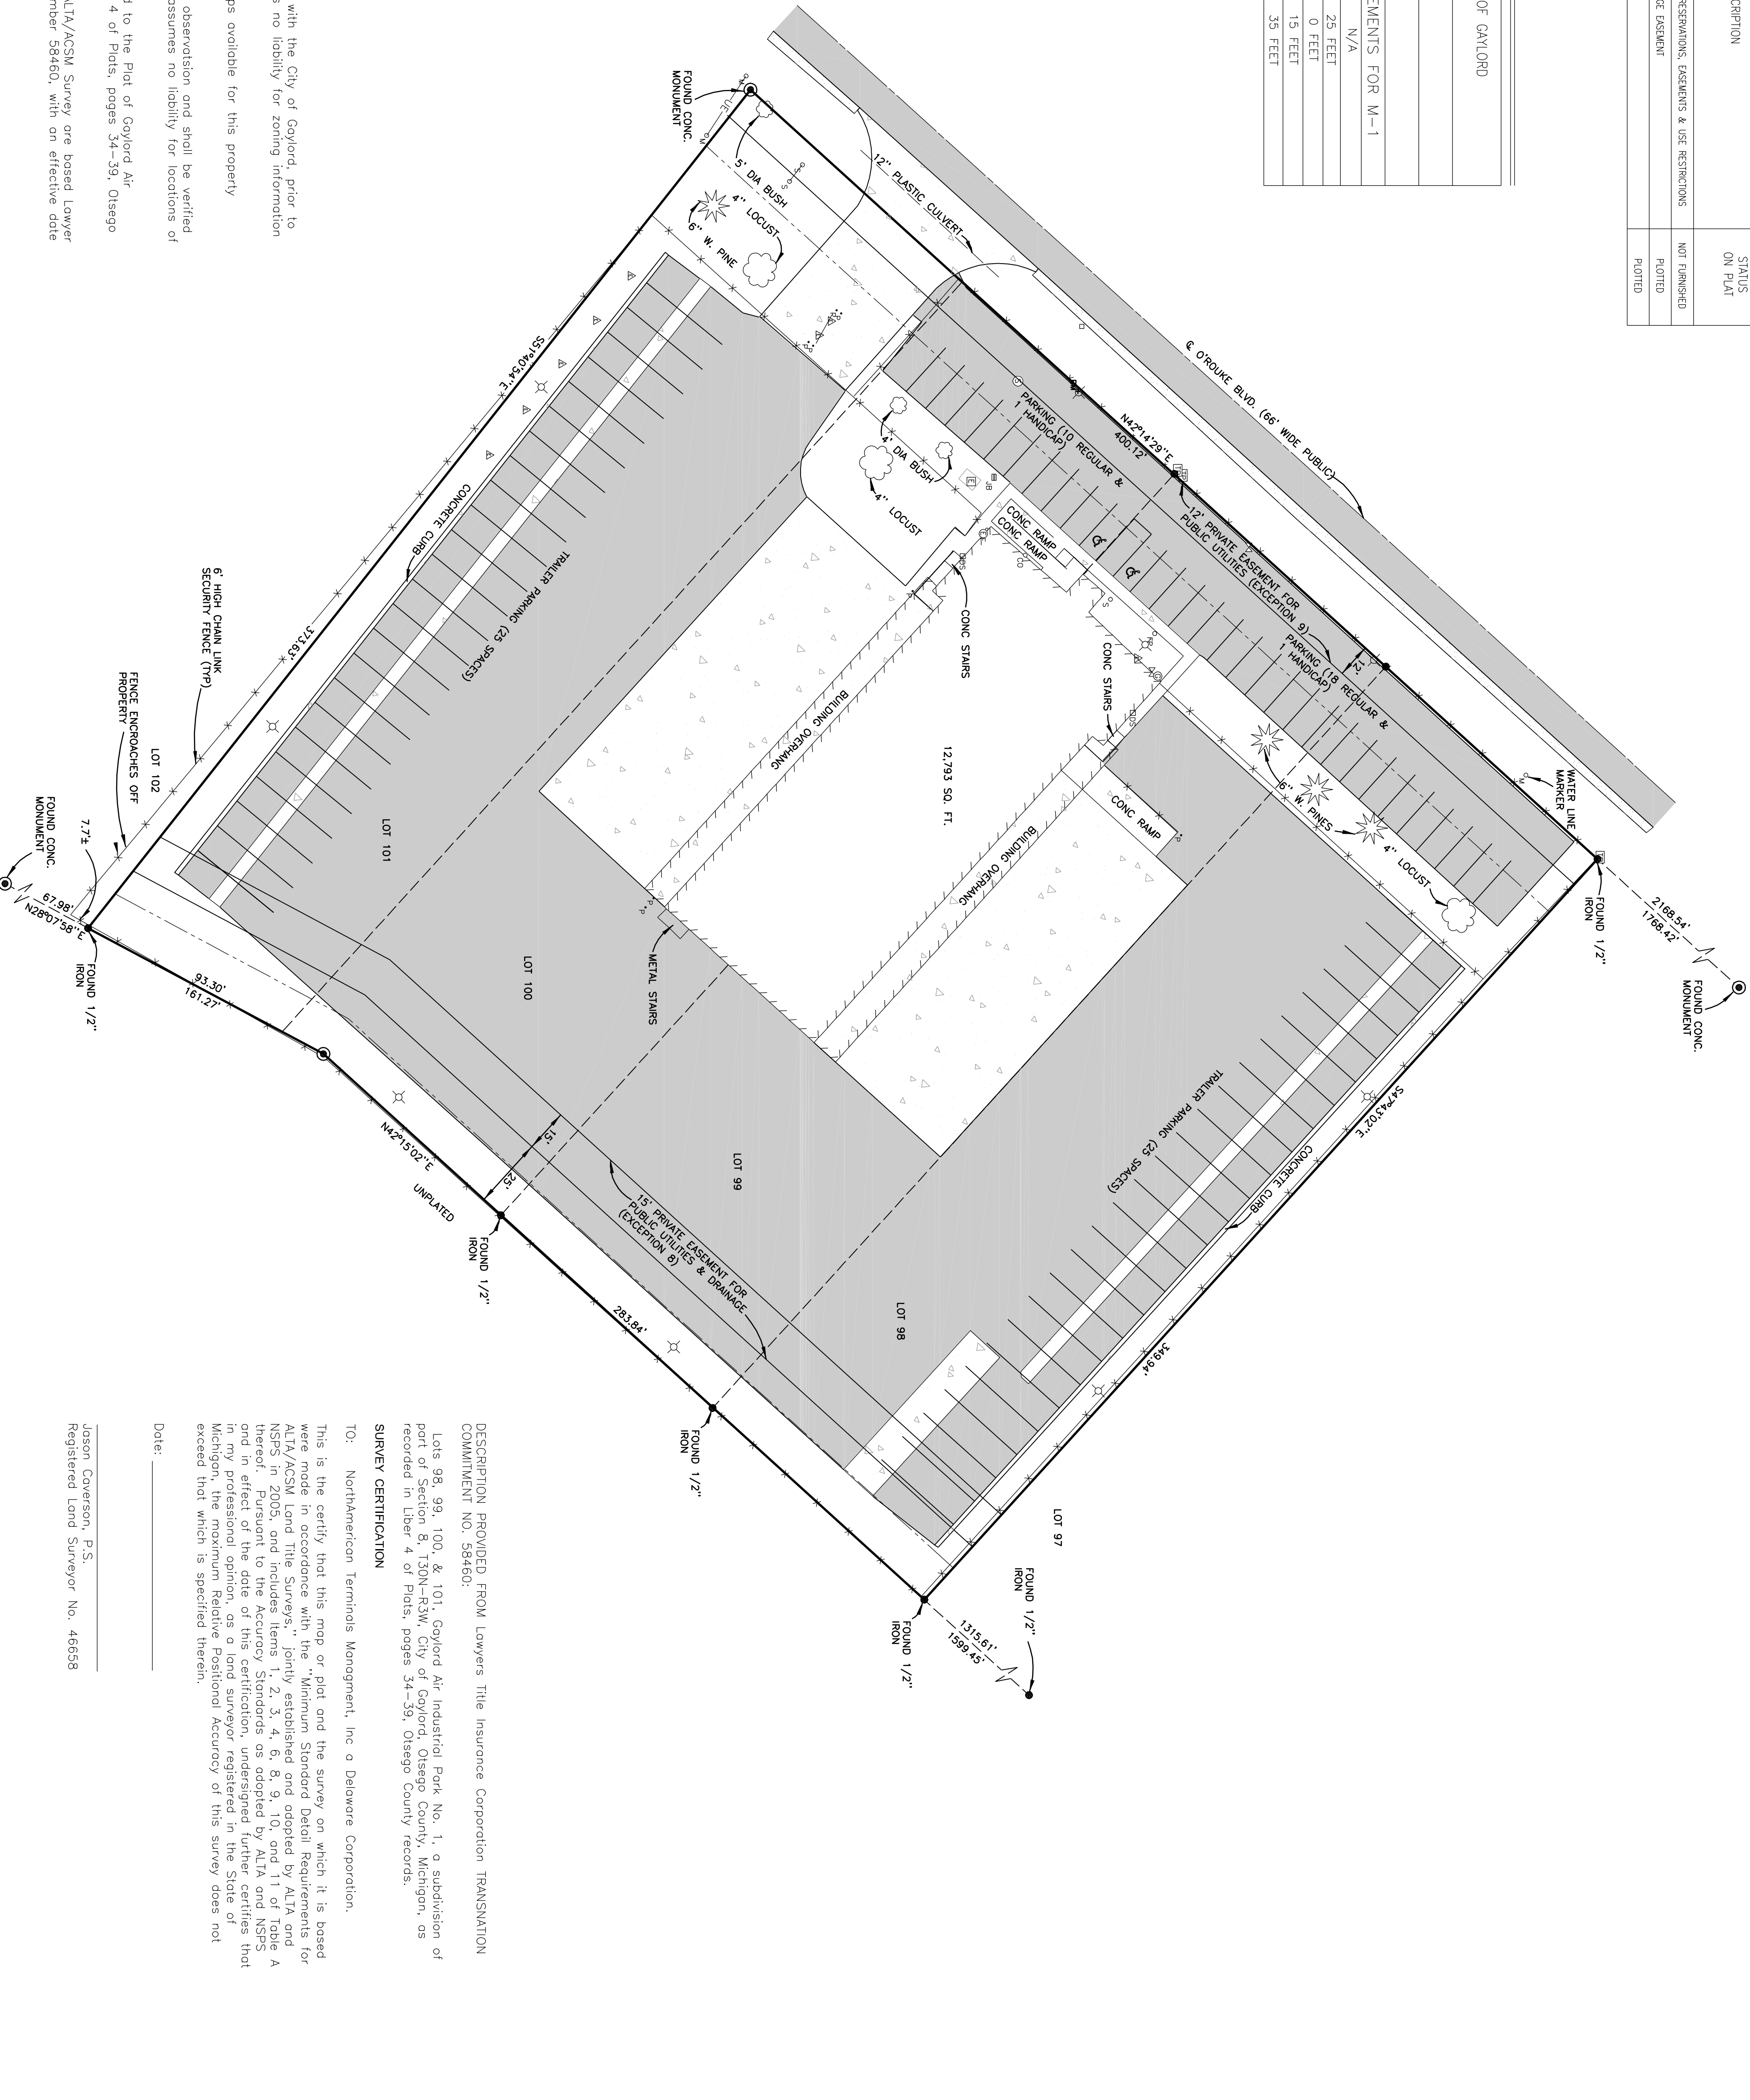 CRIPTION
STATUS
ON PLAT
RESERVATIONS, EASEMENTS & USE RESTRICTIONS
NOT FURNISHED
GE EASEMENT
PLOTTED
PLOTTED
OF GAYLORD
EMENTS FOR M-1
N/A
25 FEET
0 FEET
15 FEET
35 FEET
with the City of Gaylord, prior to
s no liability for zoning information
ps available for this property
observatsion and shall be verified
assumes no liability for locations of
d to the Plat of Gaylord Air
4 of Plats, pages 34-39, Otsego
ALTA/ACSM Survey are based Lawyer
mber 58460, with an effective date
℄ O'ROUKE BLVD. (66' WIDE PUBLIC)
12" PLASTIC CULVERT
FOUND CONC.
MONUMENT
UE
5' DIA BUSH
4" LOCUST
6" W. PINE
N42°14'29"E
400.12'
PARKING (10 REGULAR &
1 HANDICAP)
12' PRIVATE EASEMENT FOR
PUBLIC UTILITIES (EXCEPTION 9)
12'
PARKING (18 REGULAR &
1 HANDICAP)
WATER LINE
MARKER
FOUND 1/2"
IRON
2168.54'
1768.42'
FOUND CONC.
MONUMENT
4' DIA BUSH
4" LOCUST
E
JB
CONC RAMP
CONC RAMP
CO
DS
CONC STAIRS
CONC STAIRS
DS
6" W. PINES
4" LOCUST
CONC RAMP
BUILDING OVERHANG
12,793 SQ. FT.
BUILDING OVERHANG
METAL STAIRS
S51°40'54"E
373.63'
CONCRETE CURB
TRAILER PARKING (25 SPACES)
6' HIGH CHAIN LINK
SECURITY FENCE (TYP)
FENCE ENCROACHES OFF
PROPERTY
LOT 102
7.7'±
FOUND CONC.
MONUMENT
67.98'
N28°07'58"E
FOUND 1/2"
IRON
93.30'
161.27'
LOT 101
LOT 100
LOT 99
LOT 98
LOT 97
S47°43'02"E
349.94'
CONCRETE CURB
TRAILER PARKING (25 SPACES)
15'
25'
15' PRIVATE EASEMENT FOR
PUBLIC UTILITIES & DRAINAGE
(EXCEPTION 8)
N42°15'02"E
283.84'
UNPLATED
FOUND 1/2"
IRON
FOUND 1/2"
IRON
FOUND 1/2"
IRON
1315.61'
1599.45'
FOUND 1/2"
IRON
DESCRIPTION PROVIDED FROM Lawyers Title Insurance Corporation TRANSNATION
COMMITMENT NO. 58460:
Lots 98, 99, 100, & 101, Gaylord Air Industrial Park No. 1, a subdivision of
part of Section 8, T30N-R3W, City of Gaylord, Otsego County, Michigan, as
recorded in Liber 4 of Plats, pages 34-39, Otsego County records.
SURVEY CERTIFICATION
TO: NorthAmerican Terminals Managment, Inc a Delaware Corporation.
This is the certify that this map or plat and the survey on which it is based
were made in accordance with the "Minimum Standard Detail Requirements for
ALTA/ACSM Land Title Surveys," jointly established and adopted by ALTA and
NSPS in 2005, and includes Items 1, 2, 3, 4, 6, 8, 9, 10, and 11 of Table A
thereof. Pursuant to the Accuracy Standards as adopted by ALTA and NSPS
and in effect of the date of this certification, undersigned further certifies that
in my professional opinion, as a land surveyor registered in the State of
Michigan, the maximum Relative Positional Accuracy of this survey does not
exceed that which is specified therein.
Date:
Jason Caverson, P.S.
Registered Land Surveyor No. 46658